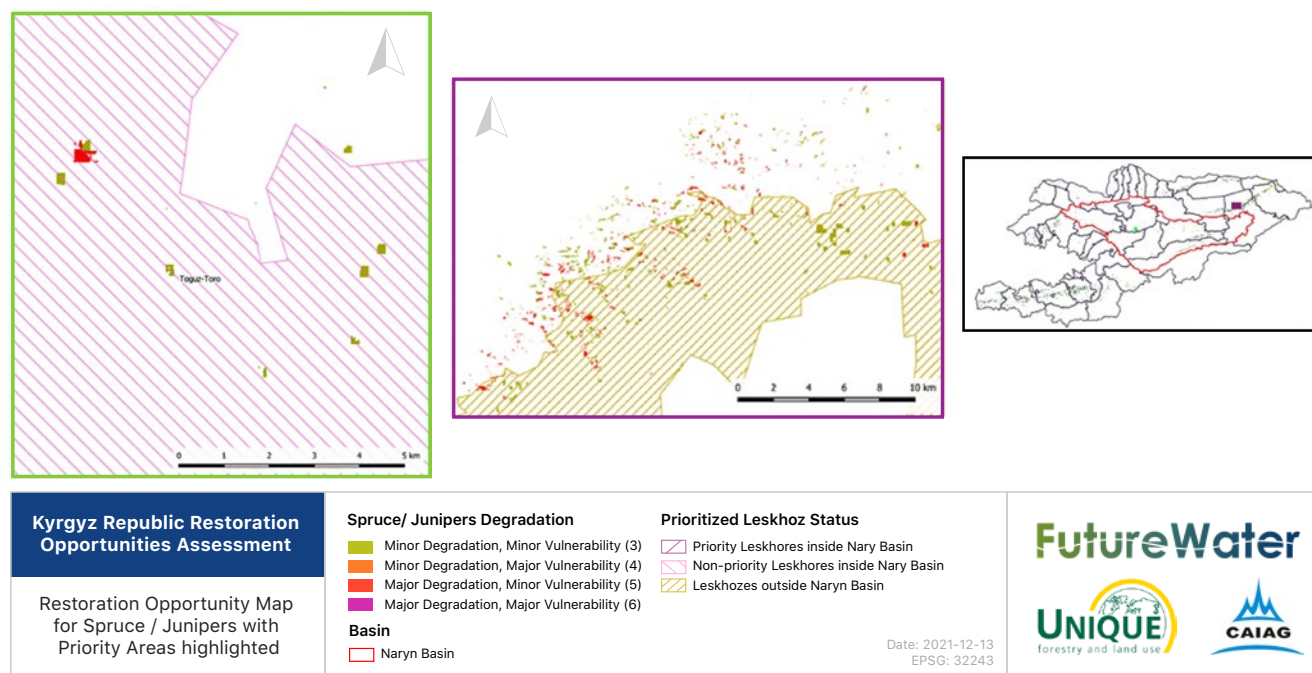 Toguz-Toro
0 1 2 3 4 5 km
0 2 4 6 8 10 km
Kyrgyz Republic Restoration
Opportunities Assessment
Restoration Opportunity Map
for Spruce / Junipers with
Priority Areas highlighted
Spruce/ Junipers Degradation
Minor Degradation, Minor Vulnerability (3)
Minor Degradation, Major Vulnerability (4)
Major Degradation, Minor Vulnerability (5)
Major Degradation, Major Vulnerability (6)
Basin
Naryn Basin
Prioritized Leskhoz Status
Priority Leskhores inside Nary Basin
Non-priority Leskhores inside Nary Basin
Leskhozes outside Naryn Basin
Date: 2021-12-13
EPSG: 32243
FutureWater
UNIQUE
forestry and land use
CAIAG